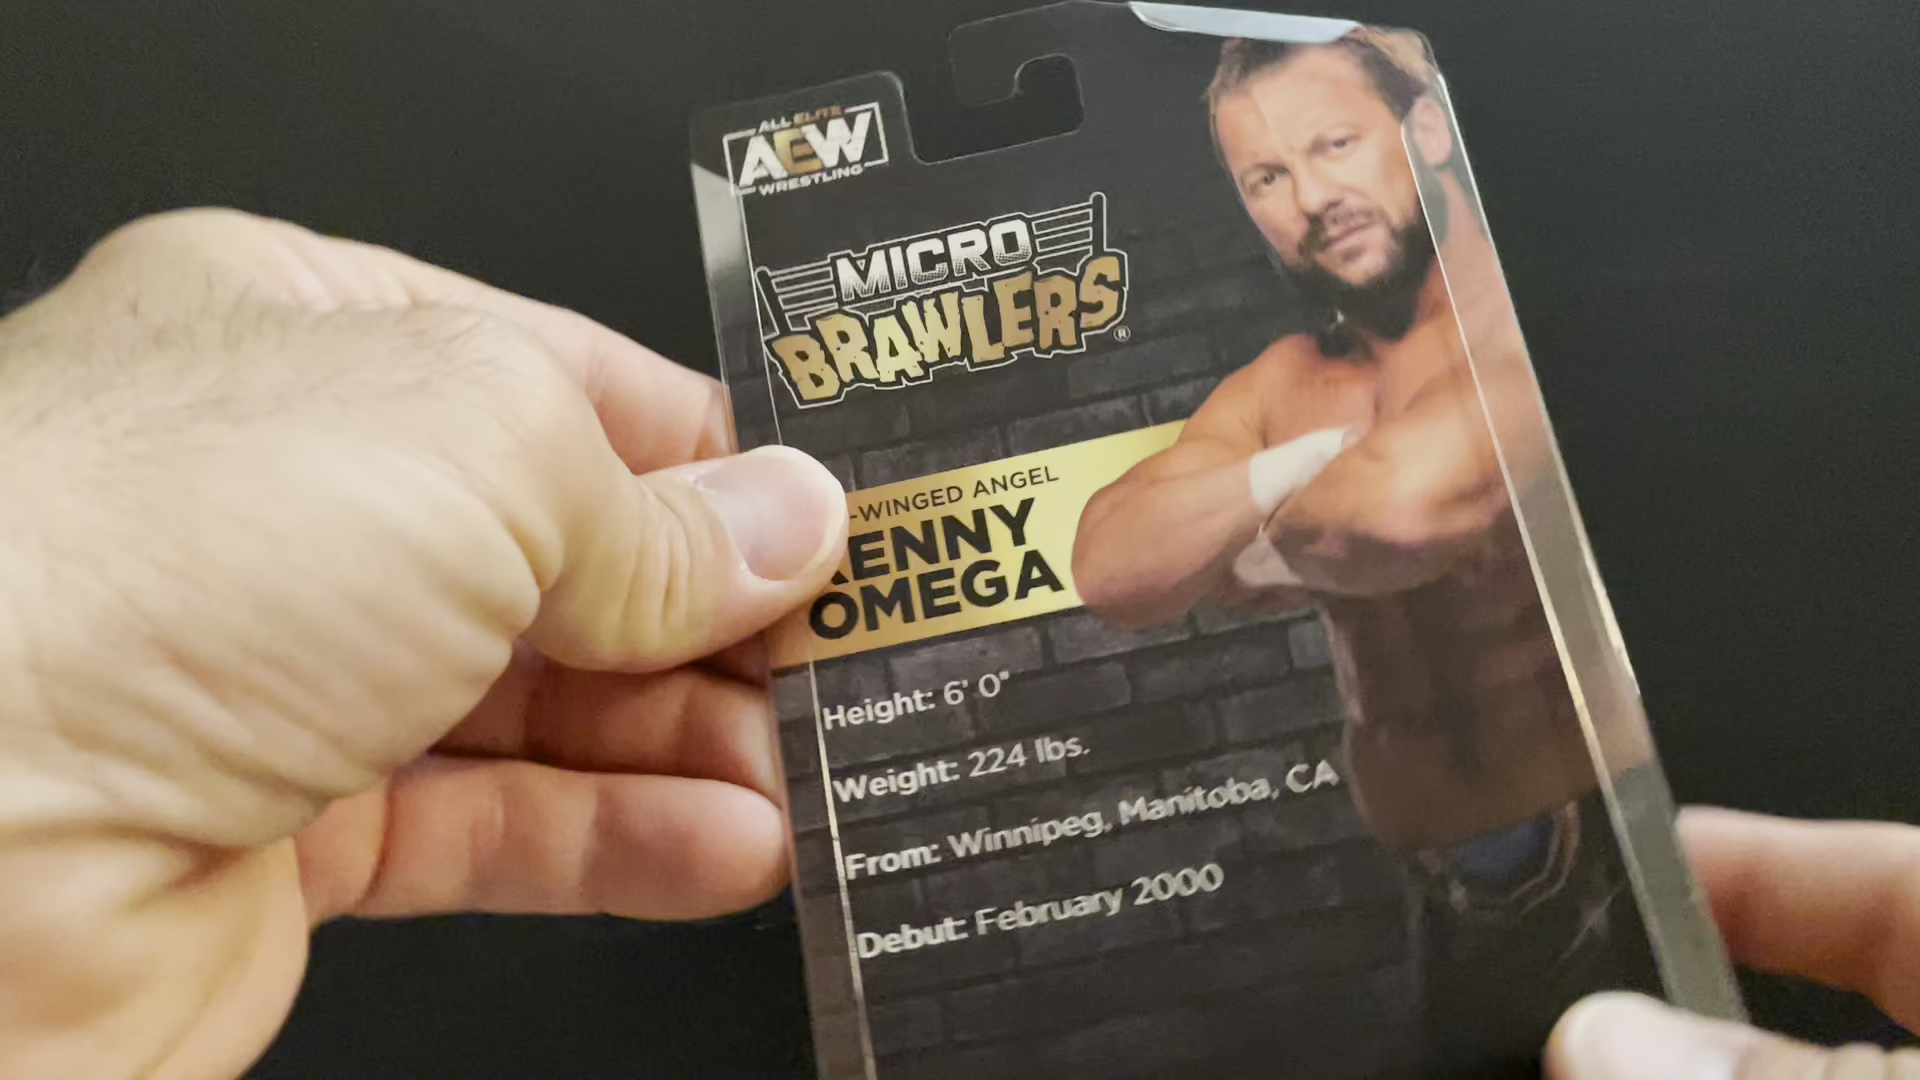 ALL ELITE
AEW
WRESTLING
MICRO
BRAWLERS®
-WINGED ANGEL
KENNY
OMEGA
Height: 6' 0"
Weight: 224 lbs.
From: Winnipeg, Manitoba, CA
Debut: February 2000